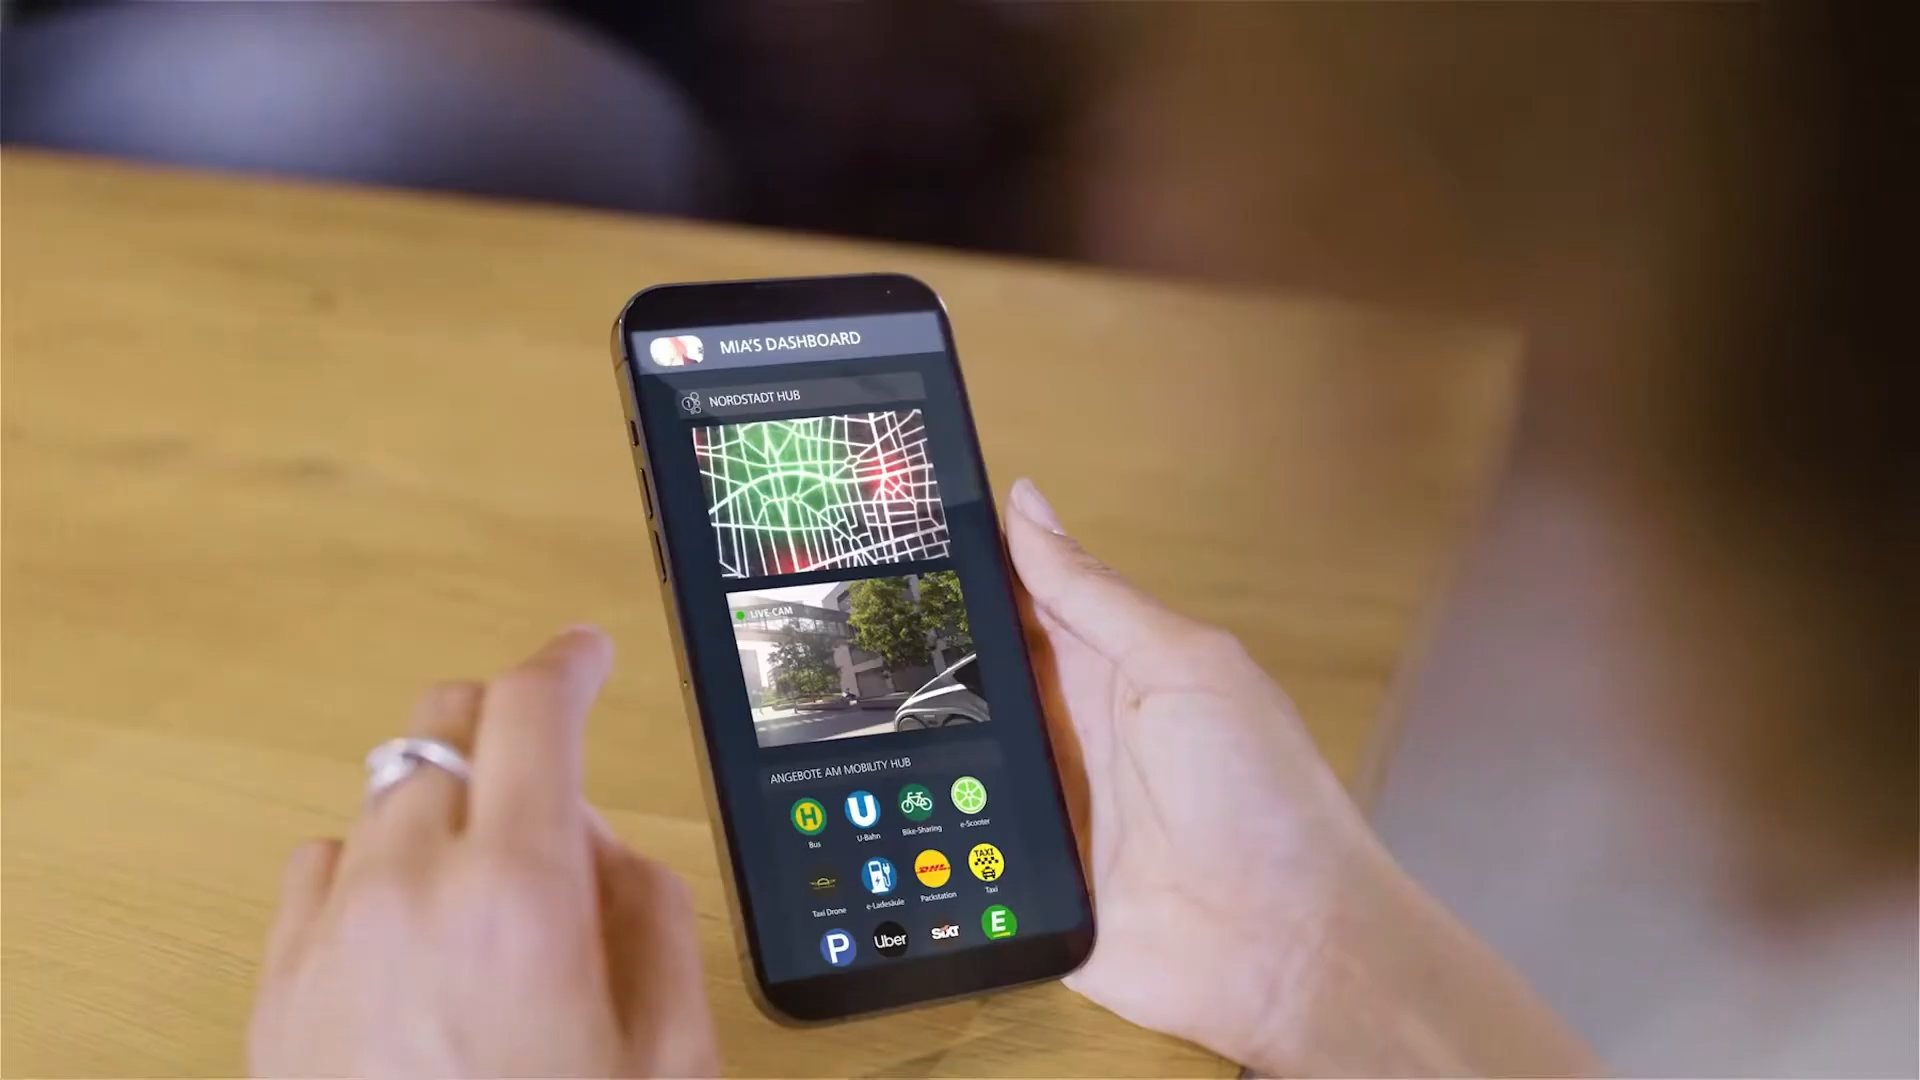 MIA'S DASHBOARD
NORDSTADT HUB
LIVE CAM
ANGEBOTE AM MOBILITY HUB
H
U
Bus
U-Bahn
Bike-Sharing
e-Scooter
DHL
TAXI
Taxi Drone
e-Ladesäule
Packstation
Taxi
P
Uber
SIXT
E